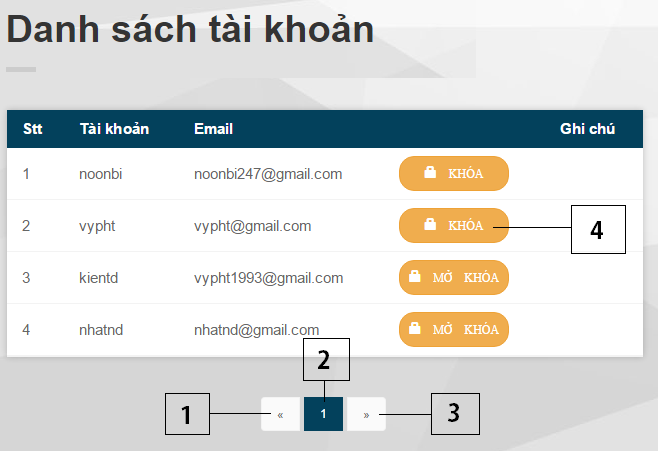 Danh sách tài khoản
Stt Tài khoản Email Ghi chú
1 noonbi noonbi247@gmail.com KHÓA
2 vypht vypht@gmail.com KHÓA
4
3 kientd vypht1993@gmail.com MỞ KHÓA
4 nhatnd nhatnd@gmail.com MỞ KHÓA
2
1 « 1 » 3